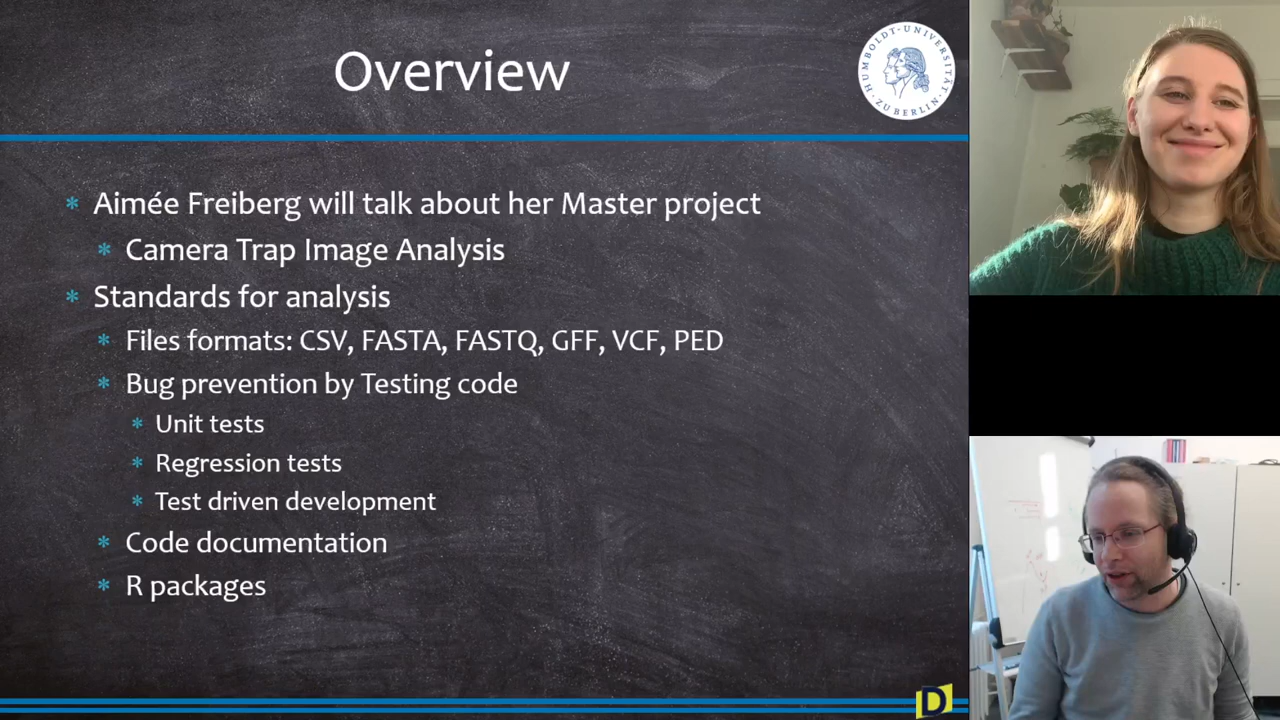 Overview
HUMBOLDT-UNIVERSITÄT
ZU BERLIN
Aimée Freiberg will talk about her Master project
Camera Trap Image Analysis
Standards for analysis
Files formats: CSV, FASTA, FASTQ, GFF, VCF, PED
Bug prevention by Testing code
Unit tests
Regression tests
Test driven development
Code documentation
R packages
D